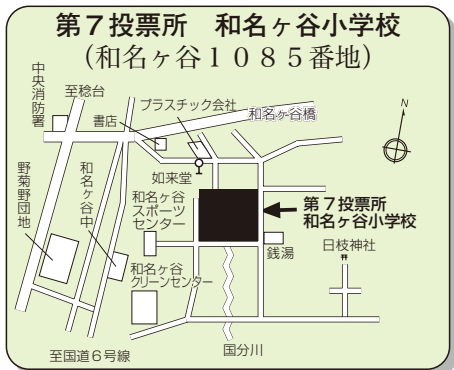 第７投票所　和名ヶ谷小学校
（和名ヶ谷１０８５番地）
中央消防署
至稔台
プラスチック会社
書店
和名ヶ谷橋
N
野菊野団地
和名ヶ谷中
如来堂
和名ヶ谷
スポーツ
センター
第７投票所
和名ヶ谷小学校
銭湯
日枝神社
和名ヶ谷
クリーンセンター
至国道６号線
国分川